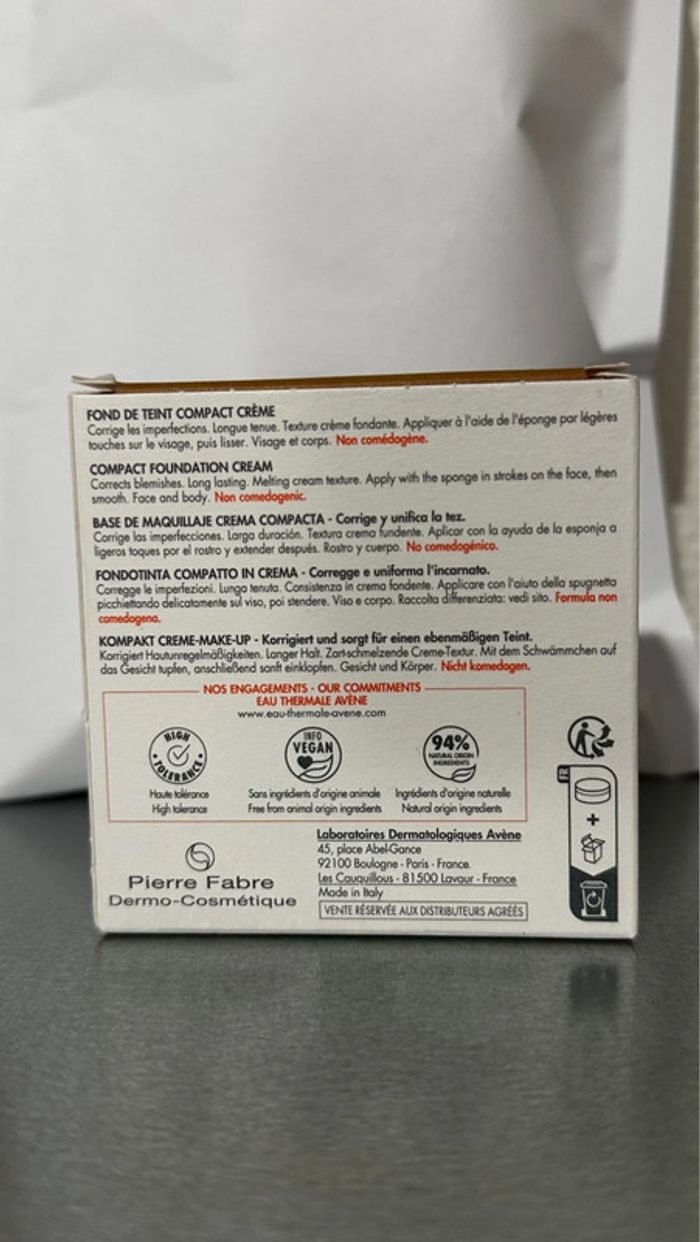 FOND DE TEINT COMPACT CRÈME
Corrige les imperfections. Longue tenue. Texture crème fondante. Appliquer à l'aide de l'éponge par légères
touches sur le visage, puis lisser. Visage et corps. Non comédogène.
COMPACT FOUNDATION CREAM
Corrects blemishes. Long lasting. Melting cream texture. Apply with the sponge in strokes on the face, then
smooth. Face and body. Non comedogenic.
BASE DE MAQUILLAJE CREMA COMPACTA - Corrige y unifica la tez.
Corrige las imperfecciones. Larga duración. Textura crema fundente. Aplicar con la ayuda de la esponja a
ligeros toques por el rostro y extender después. Rostro y cuerpo. No comedogénico.
FONDOTINTA COMPATTO IN CREMA - Corregge e uniforma l'incarnato.
Corregge le imperfezioni. Lunga tenuta. Consistenza in crema fondente. Applicare con l'aiuto della spugnetta
picchiettando delicatamente sul viso, poi stendere. Viso e corpo. Raccolta differenziata: vedi sito. Formula non
comedogena.
KOMPAKT CREME-MAKE-UP - Korrigiert und sorgt für einen ebenmäßigen Teint.
Korrigiert Hautunregelmäßigkeiten. Langer Halt. Zart-schmelzende Creme-Textur. Mit dem Schwämmchen auf
das Gesicht tupfen, anschließend sanft einklopfen. Gesicht und Körper. Nicht komedogen.
NOS ENGAGEMENTS - OUR COMMITMENTS
EAU THERMALE AVÈNE
www.eau-thermale-avene.com
HIGH
TOLERANCE
INFO
VEGAN
94%
NATURAL ORIGIN
INGREDIENTS
Haute tolérance
High tolerance
Sans ingrédients d'origine animale
Free from animal origin ingredients
Ingrédients d'origine naturelle
Natural origin ingredients
FR
+
Pierre Fabre
Dermo-Cosmétique
Laboratoires Dermatologiques Avène
45, place Abel-Gance
92100 Boulogne - Paris - France
Les Cauquillous - 81500 Lavaur - France
Made in Italy
VENTE RÉSERVÉE AUX DISTRIBUTEURS AGRÉÉS